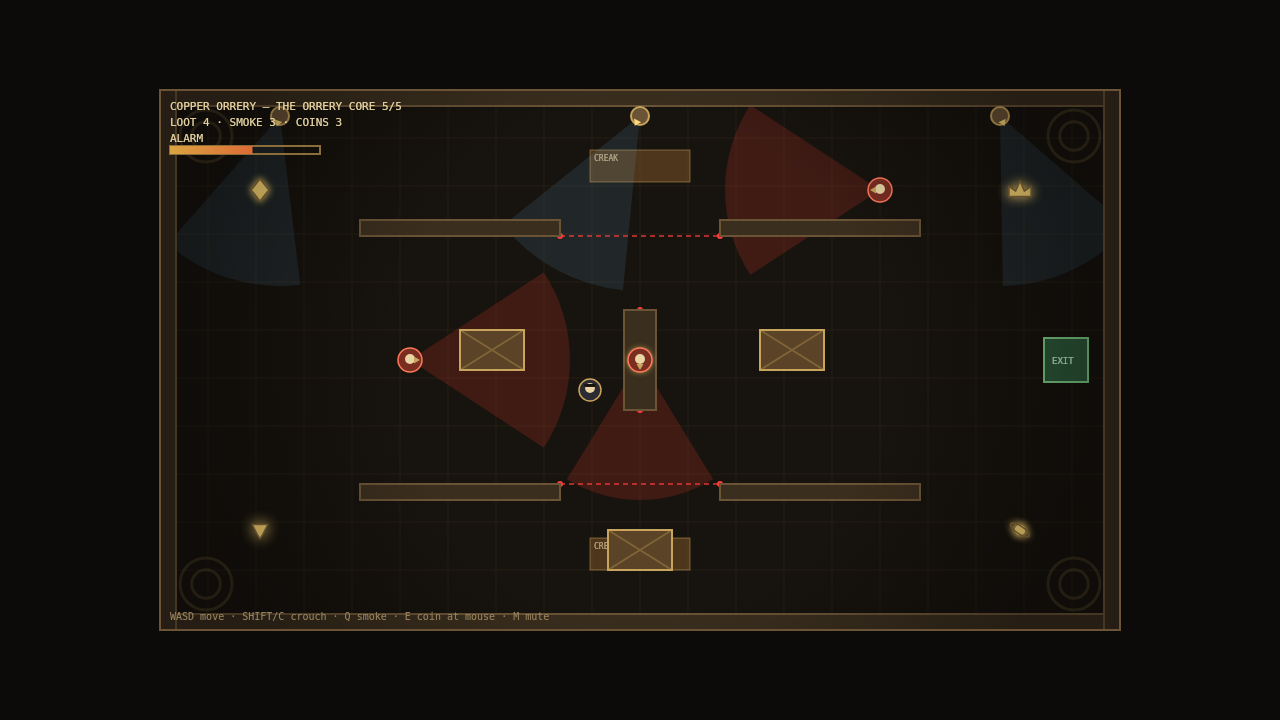 COPPER ORRERY — THE ORRERY CORE 5/5
LOOT 4 · SMOKE 3 · COINS 3
ALARM
CREAK
EXIT
CRE
WASD move · SHIFT/C crouch · Q smoke · E coin at mouse · M mute